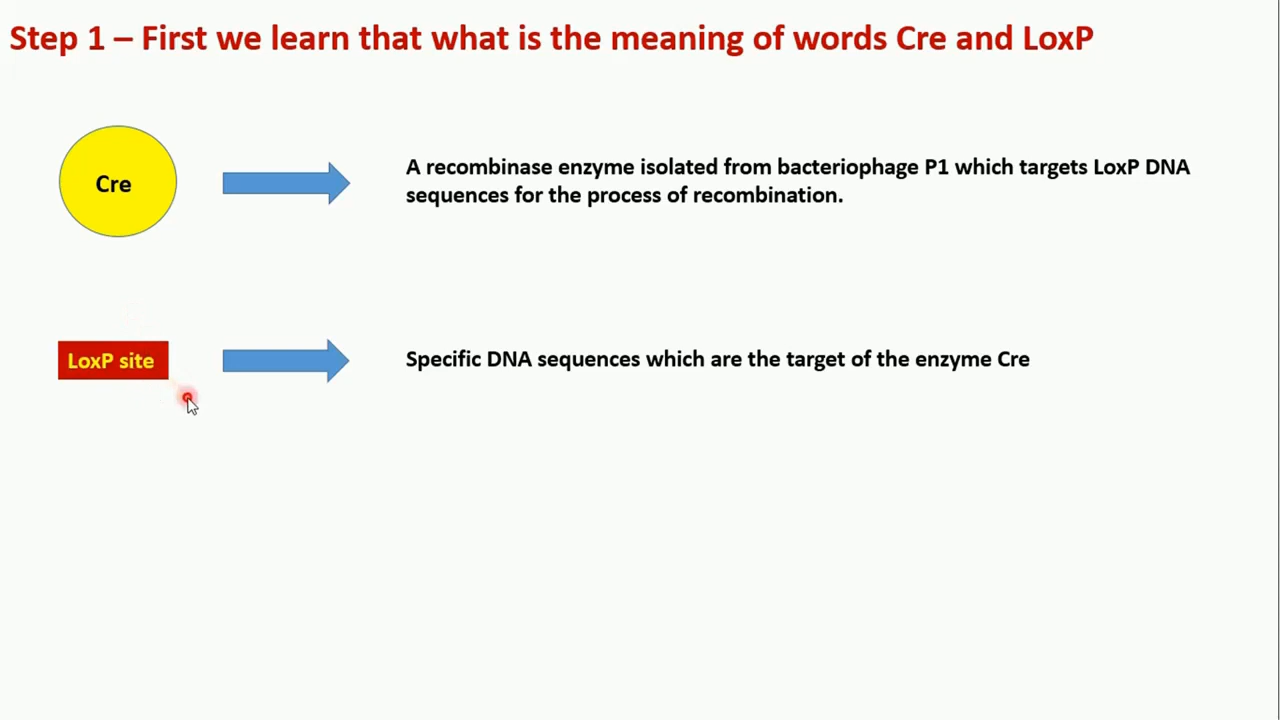 Step 1 – First we learn that what is the meaning of words Cre and LoxP
Cre
A recombinase enzyme isolated from bacteriophage P1 which targets LoxP DNA
sequences for the process of recombination.
LoxP site
Specific DNA sequences which are the target of the enzyme Cre